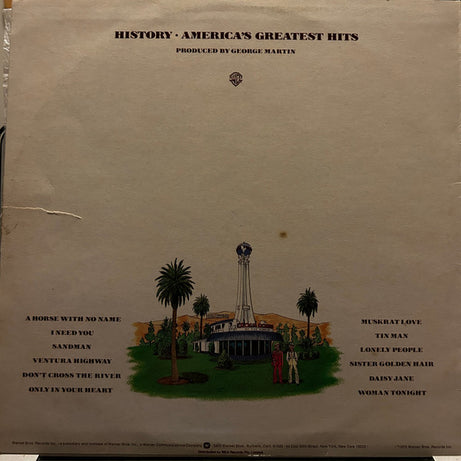 HISTORY · AMERICA'S GREATEST HITS
PRODUCED BY GEORGE MARTIN
A HORSE WITH NO NAME
I NEED YOU
SANDMAN
VENTURA HIGHWAY
DON'T CROSS THE RIVER
ONLY IN YOUR HEART
MUSKRAT LOVE
TIN MAN
LONELY PEOPLE
SISTER GOLDEN HAIR
DAISY JANE
WOMAN TONIGHT